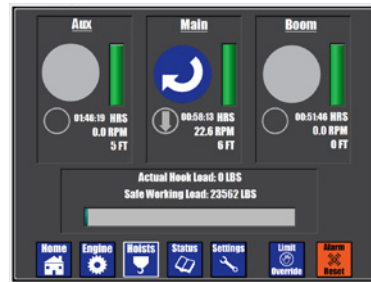 Aux
Main
Boom
01:46:19 HRS
0.0 RPM
5 FT
00:58:13 HRS
22.6 RPM
6 FT
00:51:46 HRS
0.0 RPM
0 FT
Actual Hook Load: 0 LBS
Safe Working Load: 23562 LBS
Home
Engine
Hoists
Status
Settings
Limit
Override
Alarm
Reset